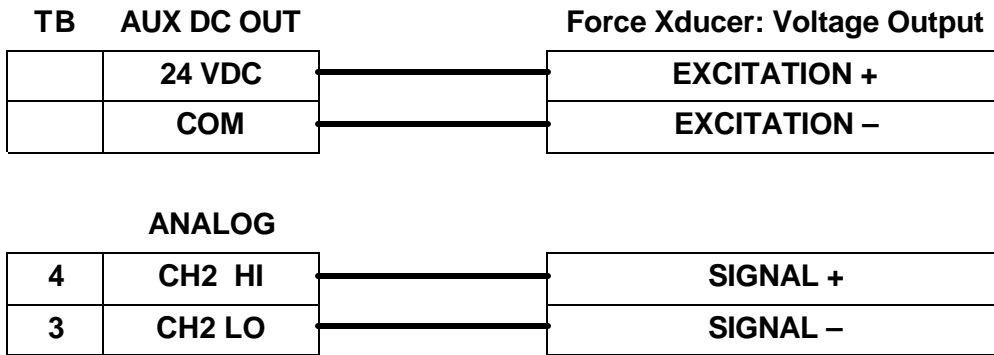 TB AUX DC OUT Force Xducer: Voltage Output
24 VDC EXCITATION +
COM EXCITATION –
ANALOG
4 CH2 HI SIGNAL +
3 CH2 LO SIGNAL –